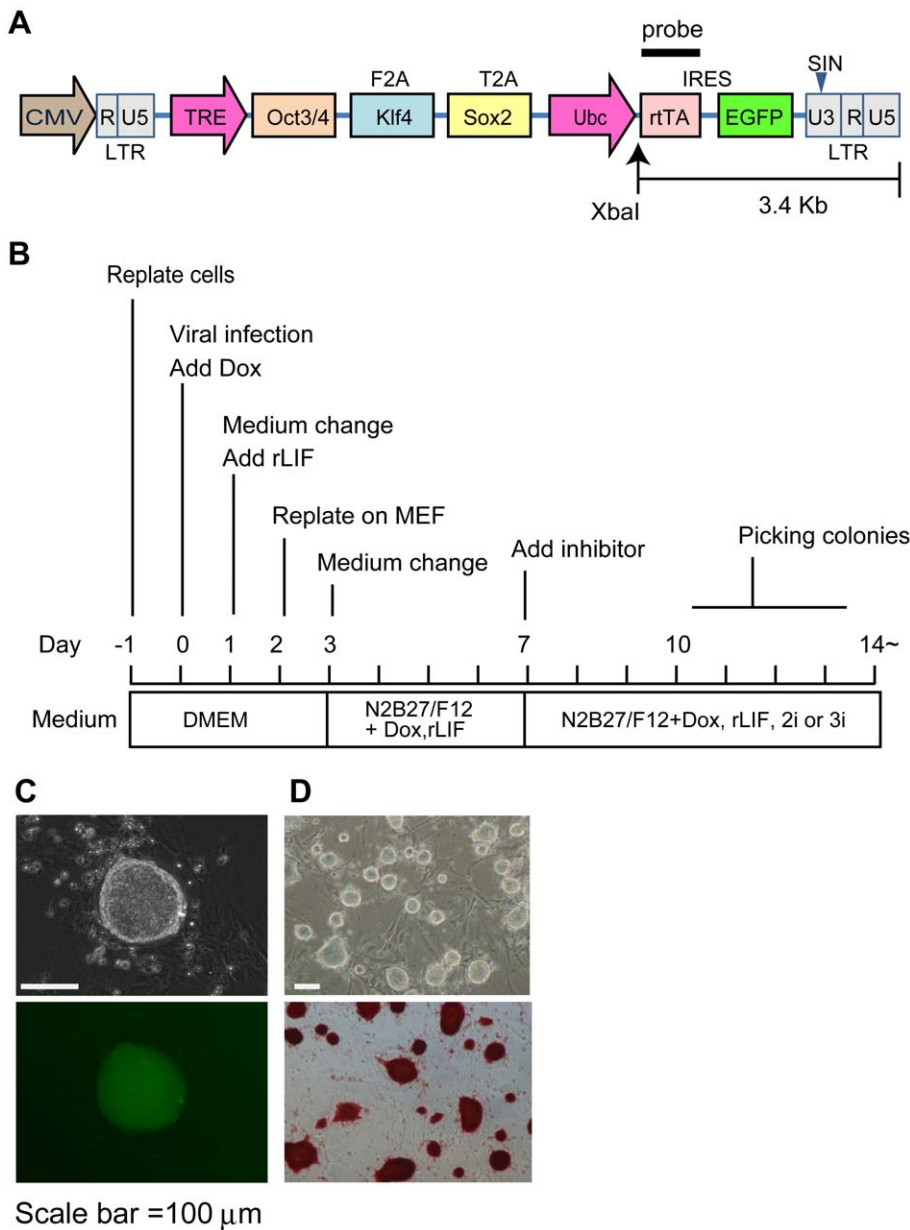 A
probe
F2A T2A IRES SIN
CMV R U5 TRE Oct3/4 Klf4 Sox2 Ubc rtTA EGFP U3 R U5
LTR LTR
XbaI 3.4 Kb
B
Replate cells
Viral infection
Add Dox
Medium change
Add rLIF
Replate on MEF
Medium change
Add inhibitor
Picking colonies
Day -1 0 1 2 3 7 10 14~
Medium DMEM N2B27/F12
+ Dox,rLIF
N2B27/F12+Dox, rLIF, 2i or 3i
C D
Scale bar =100 μm